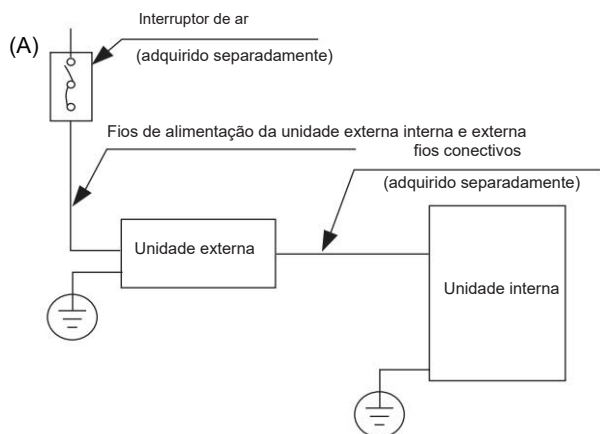 Interruptor de ar
(A)
(adquirido separadamente)
Fios de alimentação da unidade externa interna e externa
fios conectivos
(adquirido separadamente)
Unidade externa
Unidade interna